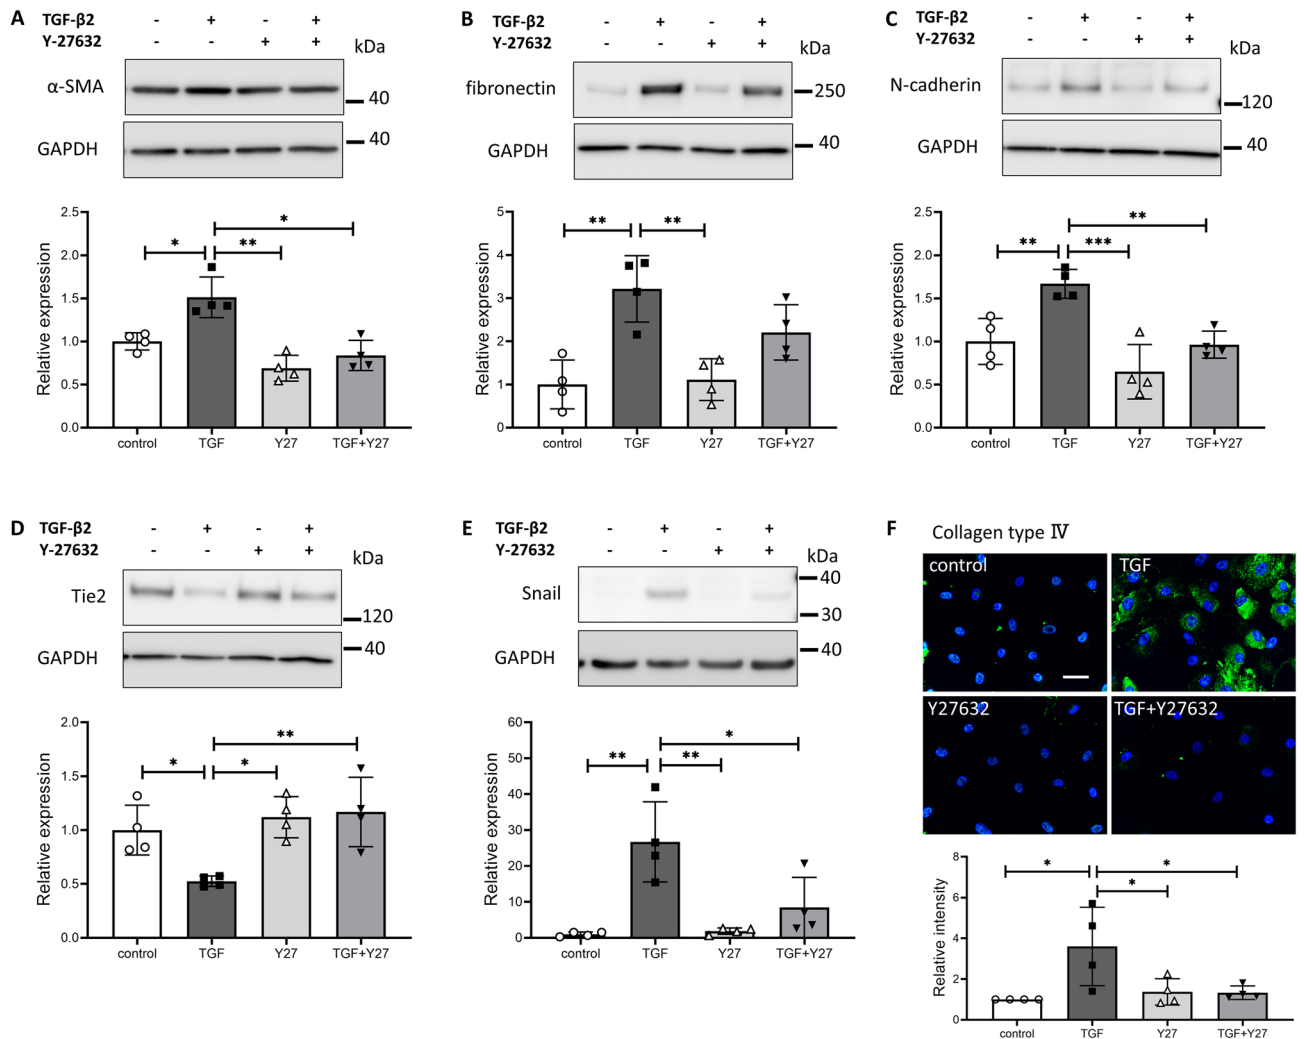 A
TGF-β2 - + - +
Y-27632 - - + +
kDa
α-SMA
40
GAPDH
40
Relative expression
2.5
2.0
1.5
1.0
0.5
0.0
* ** *
control TGF Y27 TGF+Y27
B
TGF-β2 - + - +
Y-27632 - - + +
kDa
fibronectin
250
GAPDH
40
Relative expression
5
4
3
2
1
0
** **
control TGF Y27 TGF+Y27
C
TGF-β2 - + - +
Y-27632 - - + +
kDa
N-cadherin
120
GAPDH
40
Relative expression
2.5
2.0
1.5
1.0
0.5
0.0
** *** **
control TGF Y27 TGF+Y27
D
TGF-β2 - + - +
Y-27632 - - + +
kDa
Tie2
120
GAPDH
40
Relative expression
2.0
1.5
1.0
0.5
0.0
* * **
control TGF Y27 TGF+Y27
E
TGF-β2 - + - +
Y-27632 - - + +
kDa
Snail
40
30
GAPDH
40
Relative expression
60
50
40
30
20
10
0
** ** *
control TGF Y27 TGF+Y27
F
Collagen type Ⅳ
control TGF
Y27632 TGF+Y27632
Relative intensity
8
6
4
2
0
* * *
control TGF Y27 TGF+Y27